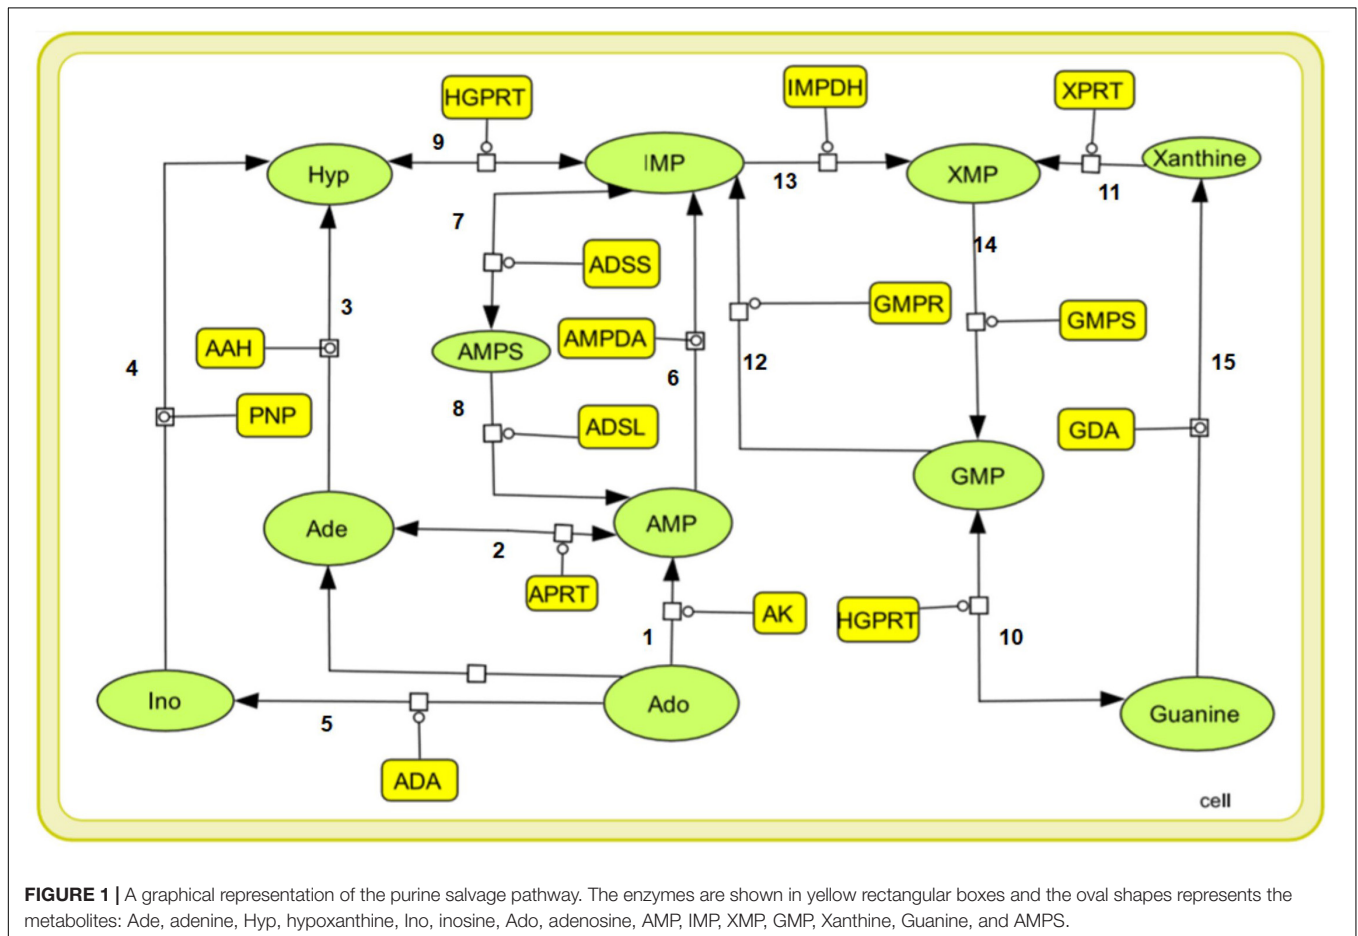 HGPRT
IMPDH
XPRT
9
Hyp
IMP
13
XMP
11
Xanthine
7
14
ADSS
3
GMPR
GMPS
AAH
AMPS
AMPDA
4
6
12
15
PNP
8
ADSL
GDA
Ade
AMP
GMP
2
APRT
AK
HGPRT
1
10
Ino
5
Ado
Guanine
ADA
cell
FIGURE 1 | A graphical representation of the purine salvage pathway. The enzymes are shown in yellow rectangular boxes and the oval shapes represents the
metabolites: Ade, adenine, Hyp, hypoxanthine, Ino, inosine, Ado, adenosine, AMP, IMP, XMP, GMP, Xanthine, Guanine, and AMPS.